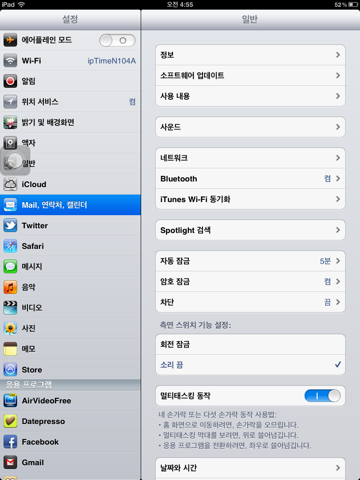 iPad
오전 4:55
52%
설정
에어플레인 모드
Wi-Fi
ipTimeN104A
알림
위치 서비스
켬
밝기 및 배경화면
액자
일반
iCloud
Mail, 연락처, 캘린더
Twitter
Safari
메시지
음악
비디오
사진
메모
Store
응용 프로그램
AirVideoFree
Datepresso
Facebook
Gmail
일반
정보
소프트웨어 업데이트
사용 내용
사운드
네트워크
Bluetooth
켬
iTunes Wi-Fi 동기화
Spotlight 검색
자동 잠금
5분
암호 잠금
켬
차단
끔
측면 스위치 기능 설정:
회전 잠금
소리 끔
멀티태스킹 동작
네 손가락 또는 다섯 손가락 동작 사용법:
• 홈 화면으로 이동하려면, 손가락을 오므립니다.
• 멀티태스킹 막대를 보려면, 위로 쓸어넘깁니다.
• 응용 프로그램을 전환하려면, 좌우로 쓸어넘깁니다.
날짜와 시간